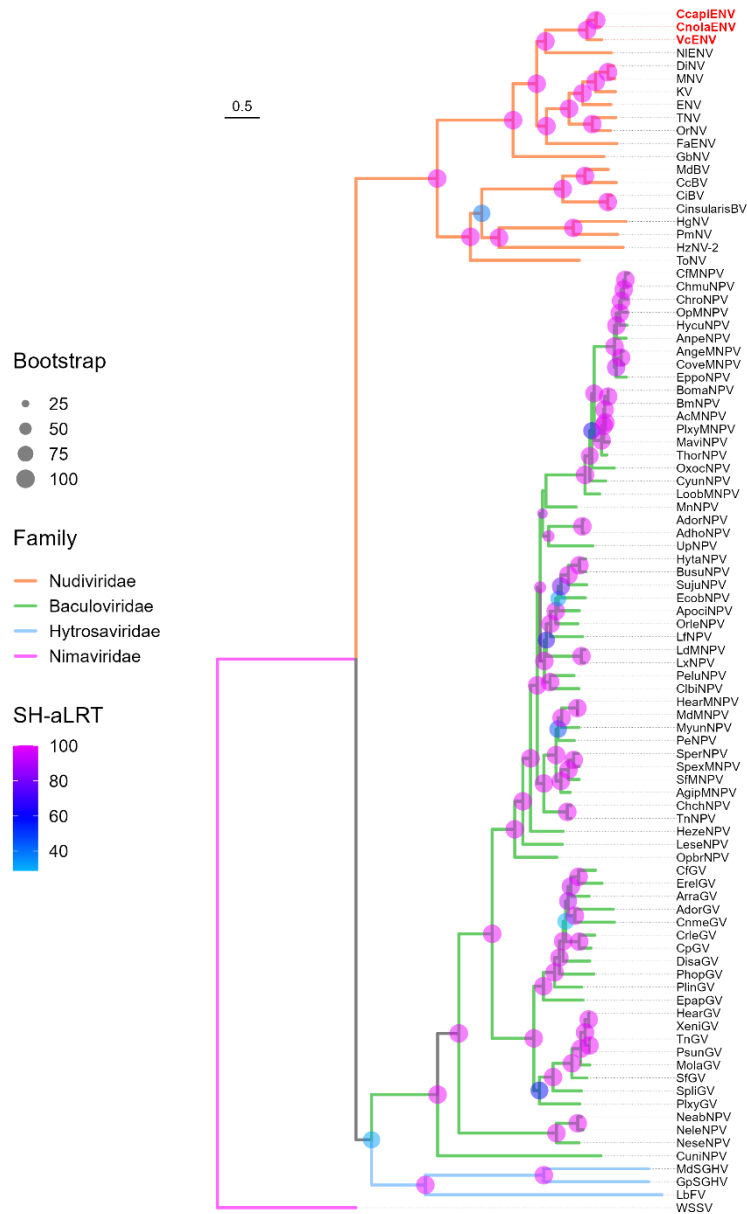 CcapiENV
CnolaENV
VcENV
NlENV
DiNV
MNV
KV
ENV
TNV
OrNV
FaENV
GbNV
MdBV
CcBV
CiBV
CinsularisBV
HgNV
PmNV
HzNV-2
ToNV
CfMNPV
ChmuNPV
ChroNPV
OpMNPV
HycuNPV
AnpeNPV
AngeMNPV
CoveMNPV
EppoNPV
BomaNPV
BmNPV
AcMNPV
PlxyMNPV
MaviNPV
ThorNPV
OxocNPV
CyunNPV
LoobMNPV
MnNPV
AdorNPV
AdhoNPV
UpNPV
HytaNPV
BusuNPV
SujuNPV
EcobNPV
ApociNPV
OrleNPV
LfNPV
LdMNPV
LxNPV
PeluNPV
ClbiNPV
HearMNPV
MdMNPV
MyunNPV
PeNPV
SperNPV
SpexMNPV
SfMNPV
AgipMNPV
ChchNPV
TnNPV
HezeNPV
LeseNPV
OpbrNPV
CfGV
ErelGV
ArraGV
AdorGV
CnmeGV
CrleGV
CpGV
DisaGV
PhopGV
PlinGV
EpapGV
HearGV
XeniGV
TnGV
PsunGV
MolaGV
SfGV
SpliGV
PlxyGV
NeabNPV
NeleNPV
NeseNPV
CuniNPV
MdSGHV
GpSGHV
LbFV
WSSV
0.5
Bootstrap
25
50
75
100
Family
Nudiviridae
Baculoviridae
Hytrosaviridae
Nimaviridae
SH-aLRT
100
80
60
40